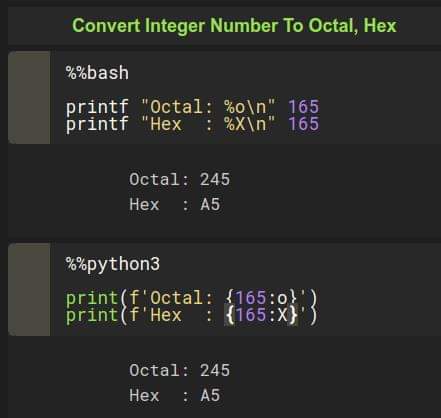 Convert Integer Number To Octal, Hex
%%bash
printf "Octal: %o\n" 165
printf "Hex  : %X\n" 165
Octal: 245
Hex  : A5
%%python3
print(f'Octal: {165:o}')
print(f'Hex  : {165:X}')
Octal: 245
Hex  : A5